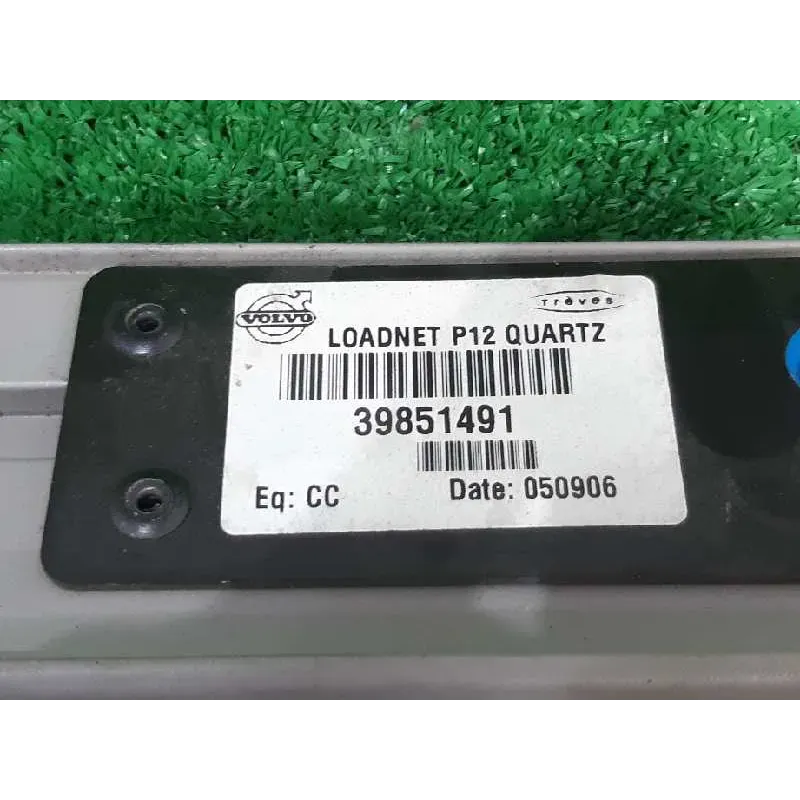 VOLVO
Trèves
LOADNET P12 QUARTZ
39851491
Eq: CC
Date: 050906